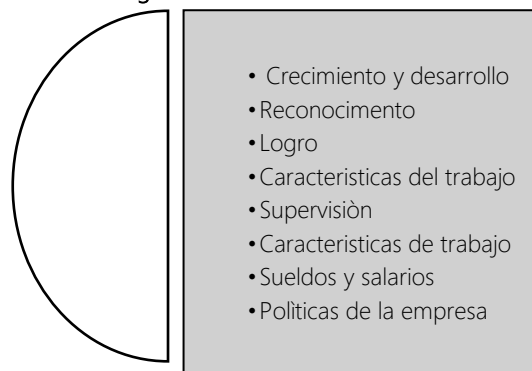 • Crecimiento y desarrollo
• Reconocimento
• Logro
• Caracteristicas del trabajo
• Supervisiòn
• Caracteristicas de trabajo
• Sueldos y salarios
• Polìticas de la empresa